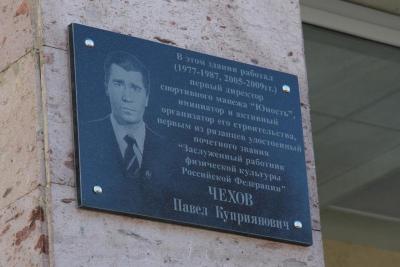 В этом здании работал
(1977-1987, 2005-2009гг.)
первый директор
спортивного манежа "Юность",
инициатор и активный
организатор его строительства,
первым из рязанцев удостоенный
почетного звания
"Заслуженный работник
физической культуры
Российской Федерации"
ЧЕХОВ
Павел Куприянович